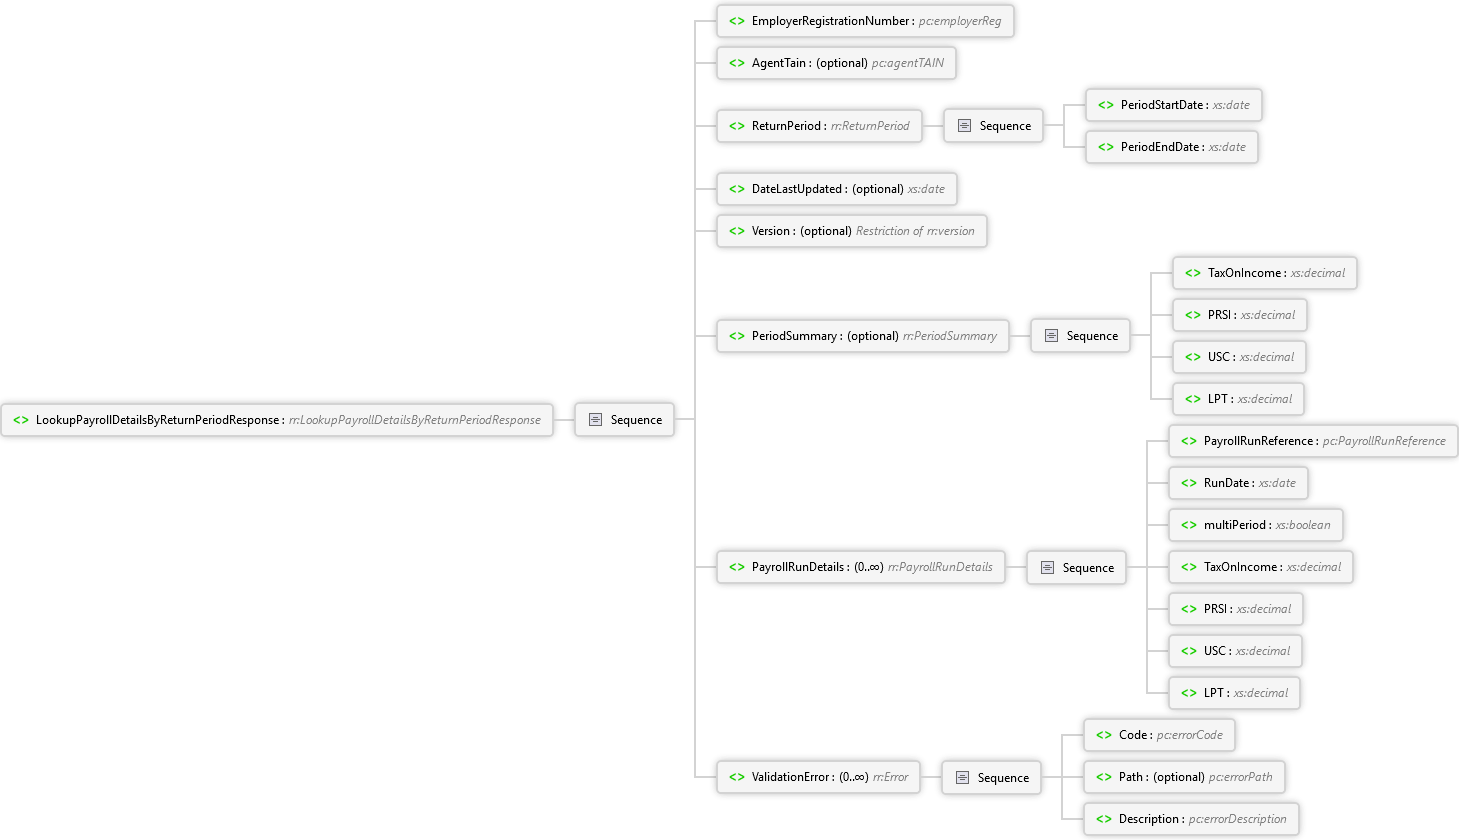 <> EmployerRegistrationNumber : pc:employerReg
<> AgentTain : (optional) pc:agentTAIN
<> PeriodStartDate : xs:date
<> ReturnPeriod : rr:ReturnPeriod
Sequence
<> PeriodEndDate : xs:date
<> DateLastUpdated : (optional) xs:date
<> Version : (optional) Restriction of rr:version
<> TaxOnIncome : xs:decimal
<> PRSI : xs:decimal
<> PeriodSummary : (optional) rr:PeriodSummary
Sequence
<> USC : xs:decimal
<> LPT : xs:decimal
<> LookupPayrollDetailsByReturnPeriodResponse : rr:LookupPayrollDetailsByReturnPeriodResponse
Sequence
<> PayrollRunReference : pc:PayrollRunReference
<> RunDate : xs:date
<> multiPeriod : xs:boolean
<> PayrollRunDetails : (0..∞) rr:PayrollRunDetails
Sequence
<> TaxOnIncome : xs:decimal
<> PRSI : xs:decimal
<> USC : xs:decimal
<> LPT : xs:decimal
<> Code : pc:errorCode
<> ValidationError : (0..∞) rr:Error
Sequence
<> Path : (optional) pc:errorPath
<> Description : pc:errorDescription